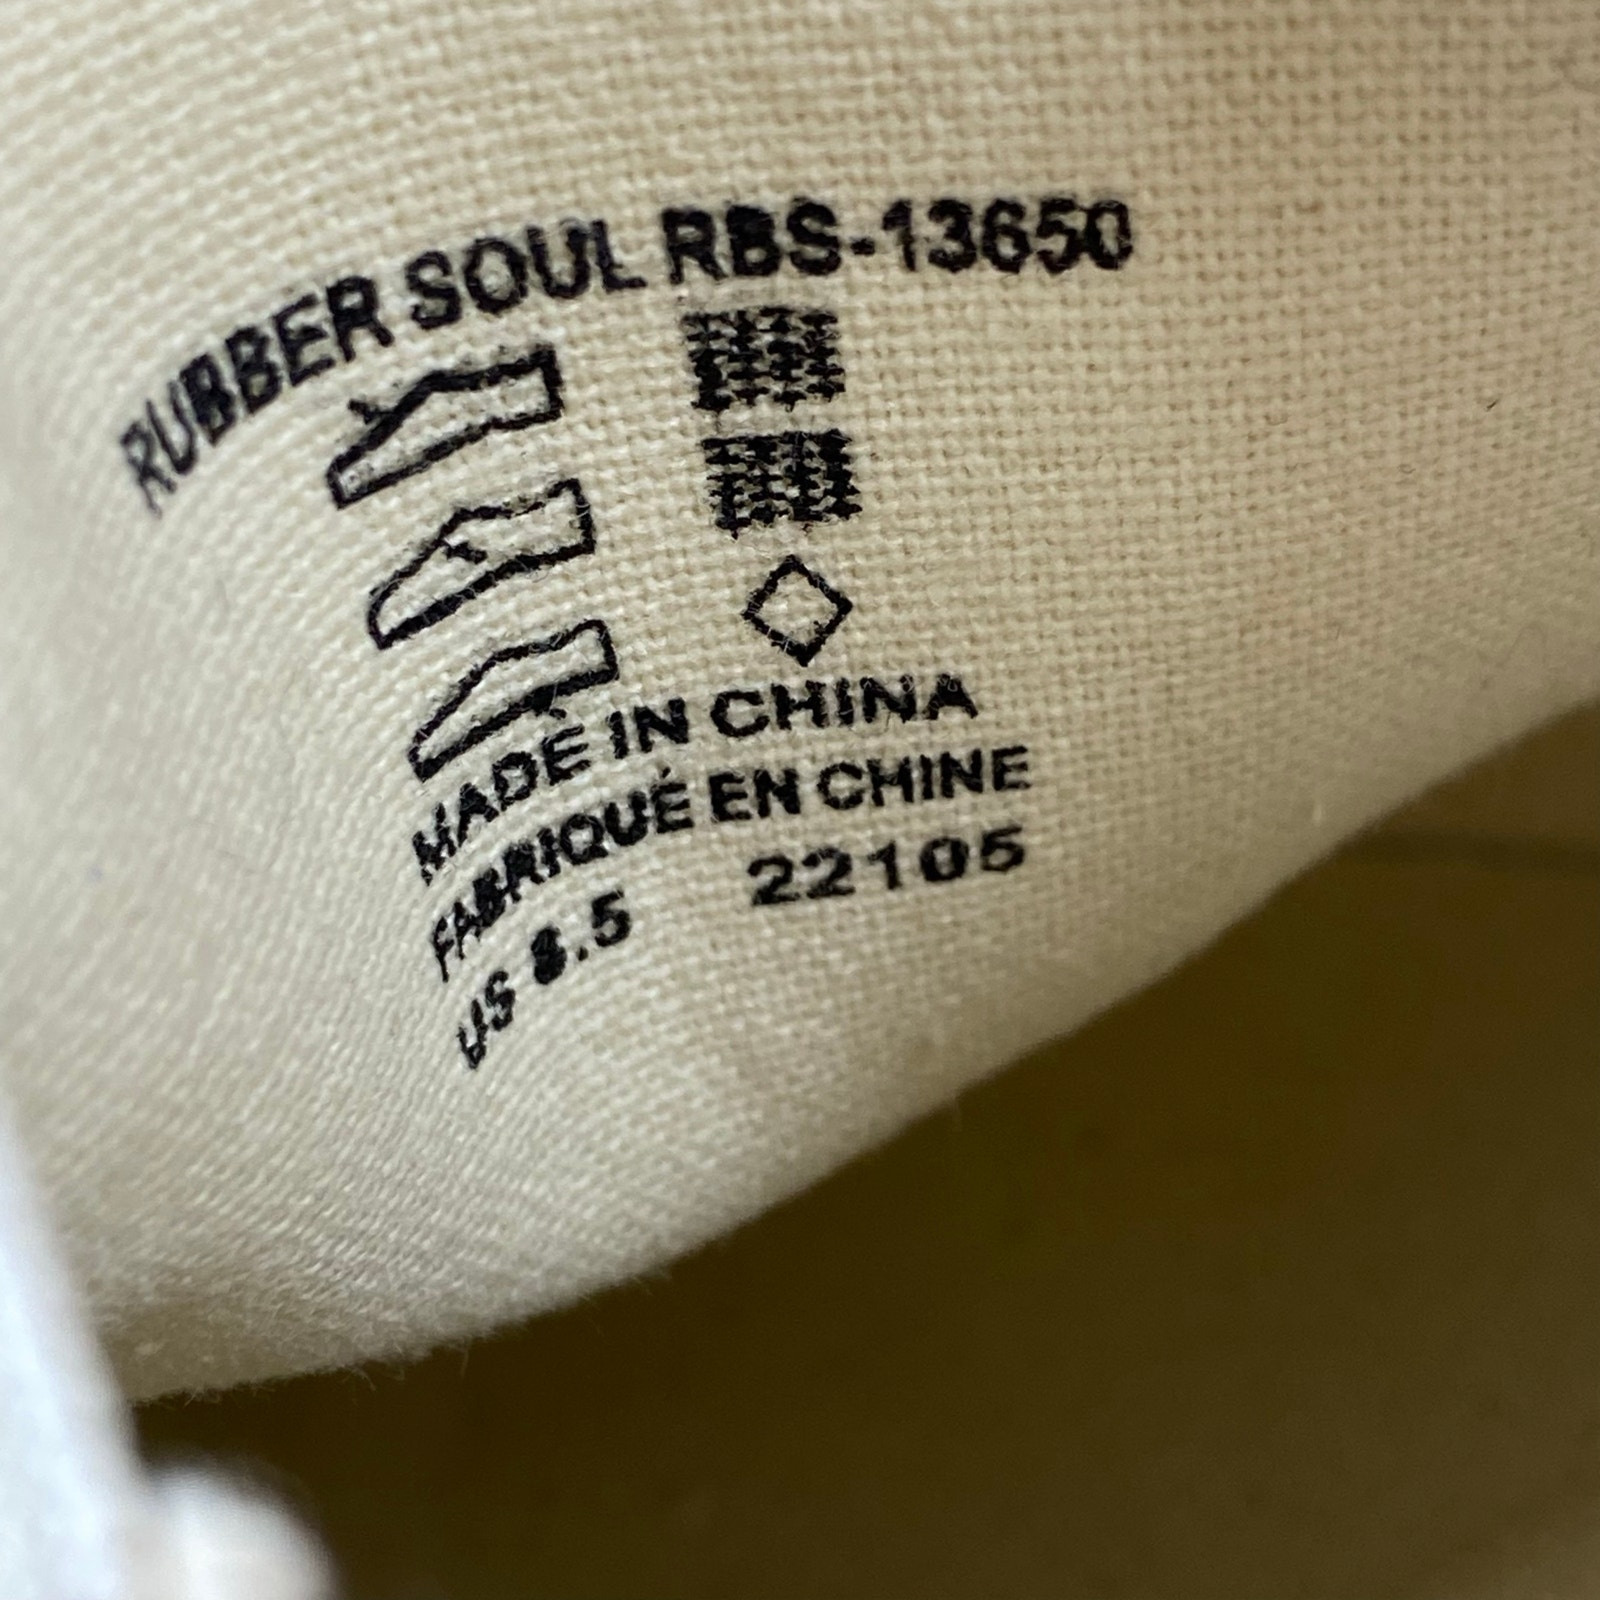 RUBBER SOUL RBS-13650
MADE IN CHINA
FABRIQUÉ EN CHINE
US 8.5 22105